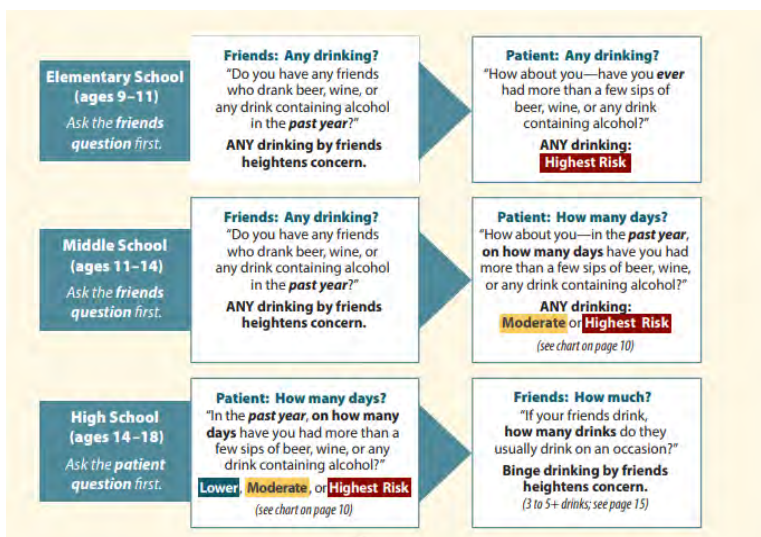 Elementary School
(ages 9–11)
Ask the friends
question first.
Friends: Any drinking?
“Do you have any friends
who drank beer, wine, or
any drink containing alcohol
in the past year?”
ANY drinking by friends
heightens concern.
Patient: Any drinking?
“How about you—have you ever
had more than a few sips of
beer, wine, or any drink
containing alcohol?”
ANY drinking:
Highest Risk
Middle School
(ages 11–14)
Ask the friends
question first.
Friends: Any drinking?
“Do you have any friends
who drank beer, wine, or
any drink containing alcohol
in the past year?”
ANY drinking by friends
heightens concern.
Patient: How many days?
“How about you—in the past year,
on how many days have you had
more than a few sips of beer, wine,
or any drink containing alcohol?”
ANY drinking:
Moderate or Highest Risk
(see chart on page 10)
High School
(ages 14–18)
Ask the patient
question first.
Patient: How many days?
“In the past year, on how many
days have you had more than a
few sips of beer, wine, or any
drink containing alcohol?”
Lower, Moderate, or Highest Risk
(see chart on page 10)
Friends: How much?
“If your friends drink,
how many drinks do they
usually drink on an occasion?”
Binge drinking by friends
heightens concern.
(3 to 5+ drinks; see page 15)